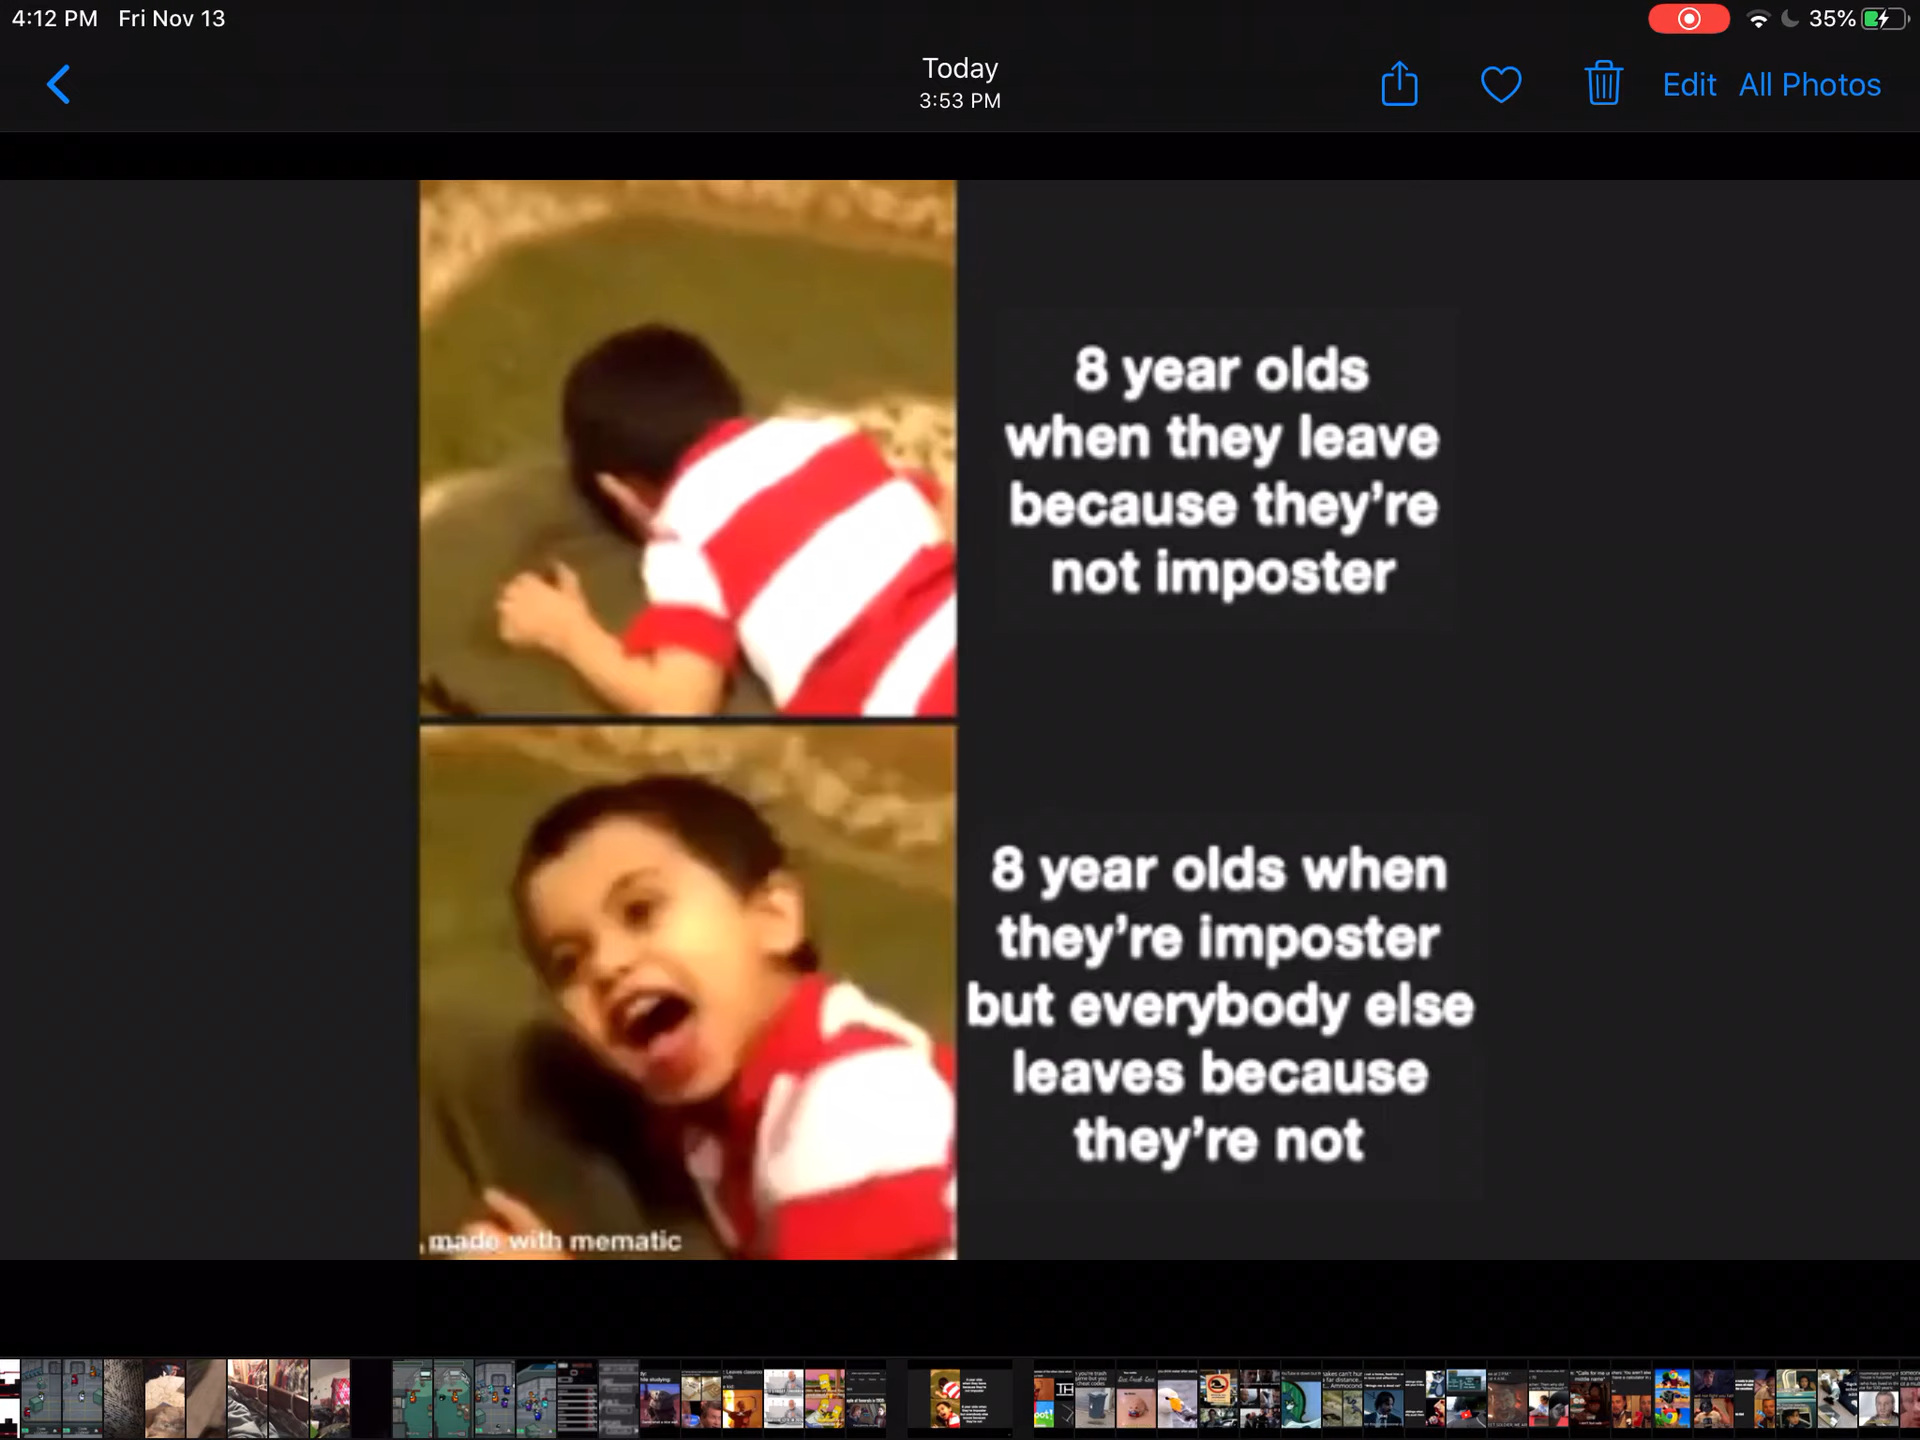 4:12 PM Fri Nov 13
35%
Today
3:53 PM
Edit All Photos
8 year olds
when they leave
because they're
not imposter
8 year olds when
they're imposter
but everybody else
leaves because
they're not
made with mematic